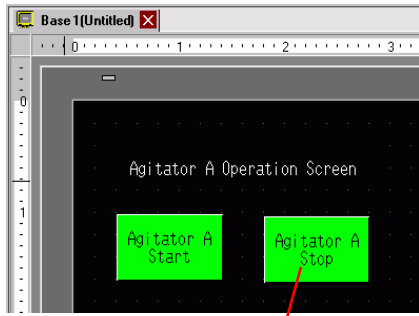 Base 1(Untitled)
0 1 2 3
0
Agitator A Operation Screen
1
Agitator A
Start
Agitator A
Stop